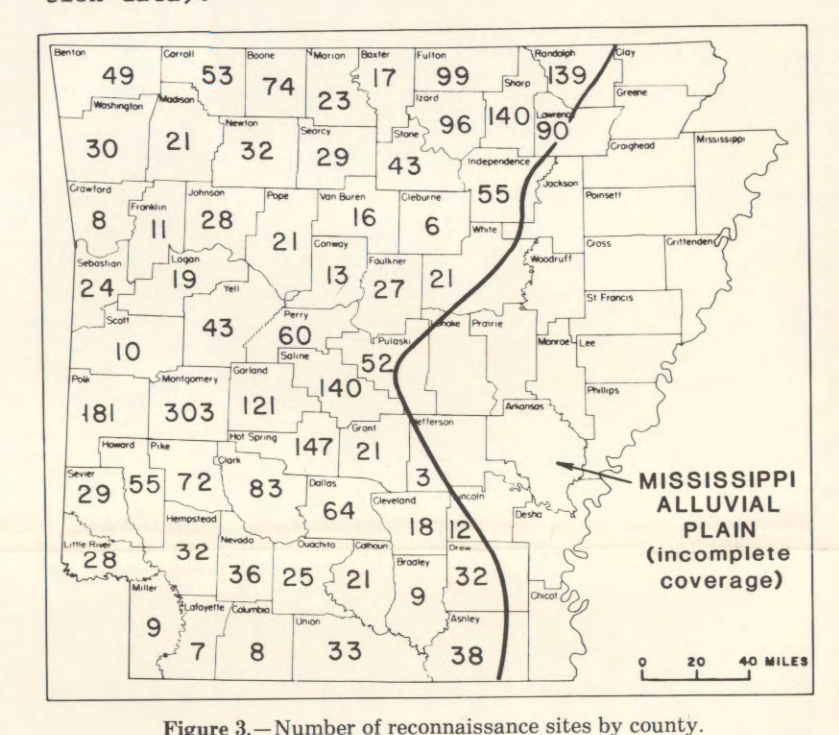 Benton Carroll Boone Marion Baxter Fulton Randolph Clay
49 53 74 23 17 99 Sharp 139
Washington Madison Izard Lawrence Greene
30 21 Newton 32 Searcy 29 Stone 43 96 140 90
Independence 55 Craighead Mississippi
Crawford 8 Franklin 11 Johnson 28 Pope 21 Van Buren 16 Cleburne 6 Jackson Poinsett
White 21 Woodruff Cross Crittenden
Sebastian 24 Logan 19 Conway 13 Faulkner 27
Yell 43 St Francis
Scott 10 Perry 60 Pulaski 52 Prairie Monroe Lee
Saline 140
Polk 181 Montgomery 303 Garland 121 Phillips
Arkansas
Hot Spring 147 Grant 21 Jefferson 3
Howard 55 Pike 72 Clark 83
Sevier 29 Dallas 64 Cleveland 18 Lincoln 12 Desha
MISSISSIPPI
ALLUVIAL
PLAIN
(incomplete
coverage)
Little River 28 Hempstead 32 Nevada 36 Ouachita 25 Calhoun 21 Bradley 9 Drew 32
Chicot
Miller 9 Lafayette 7 Columbia 8 Union 33 Ashley 38
0 20 40 MILES
Figure 3.—Number of reconnaissance sites by county.